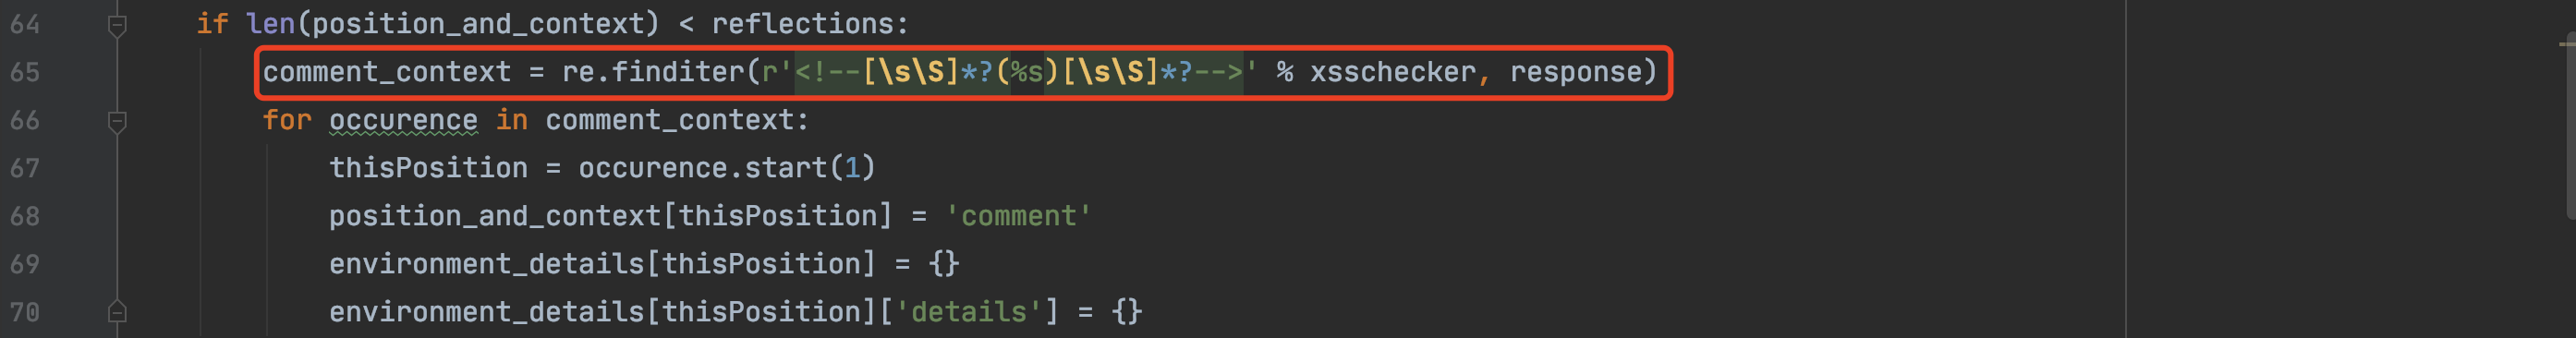 64 if len(position_and_context) < reflections:
65 comment_context = re.finditer(r'<!--[\s\S]*?(%s)[\s\S]*?-->' % xsschecker, response)
66 for occurence in comment_context:
67 thisPosition = occurence.start(1)
68 position_and_context[thisPosition] = 'comment'
69 environment_details[thisPosition] = {}
70 environment_details[thisPosition]['details'] = {}